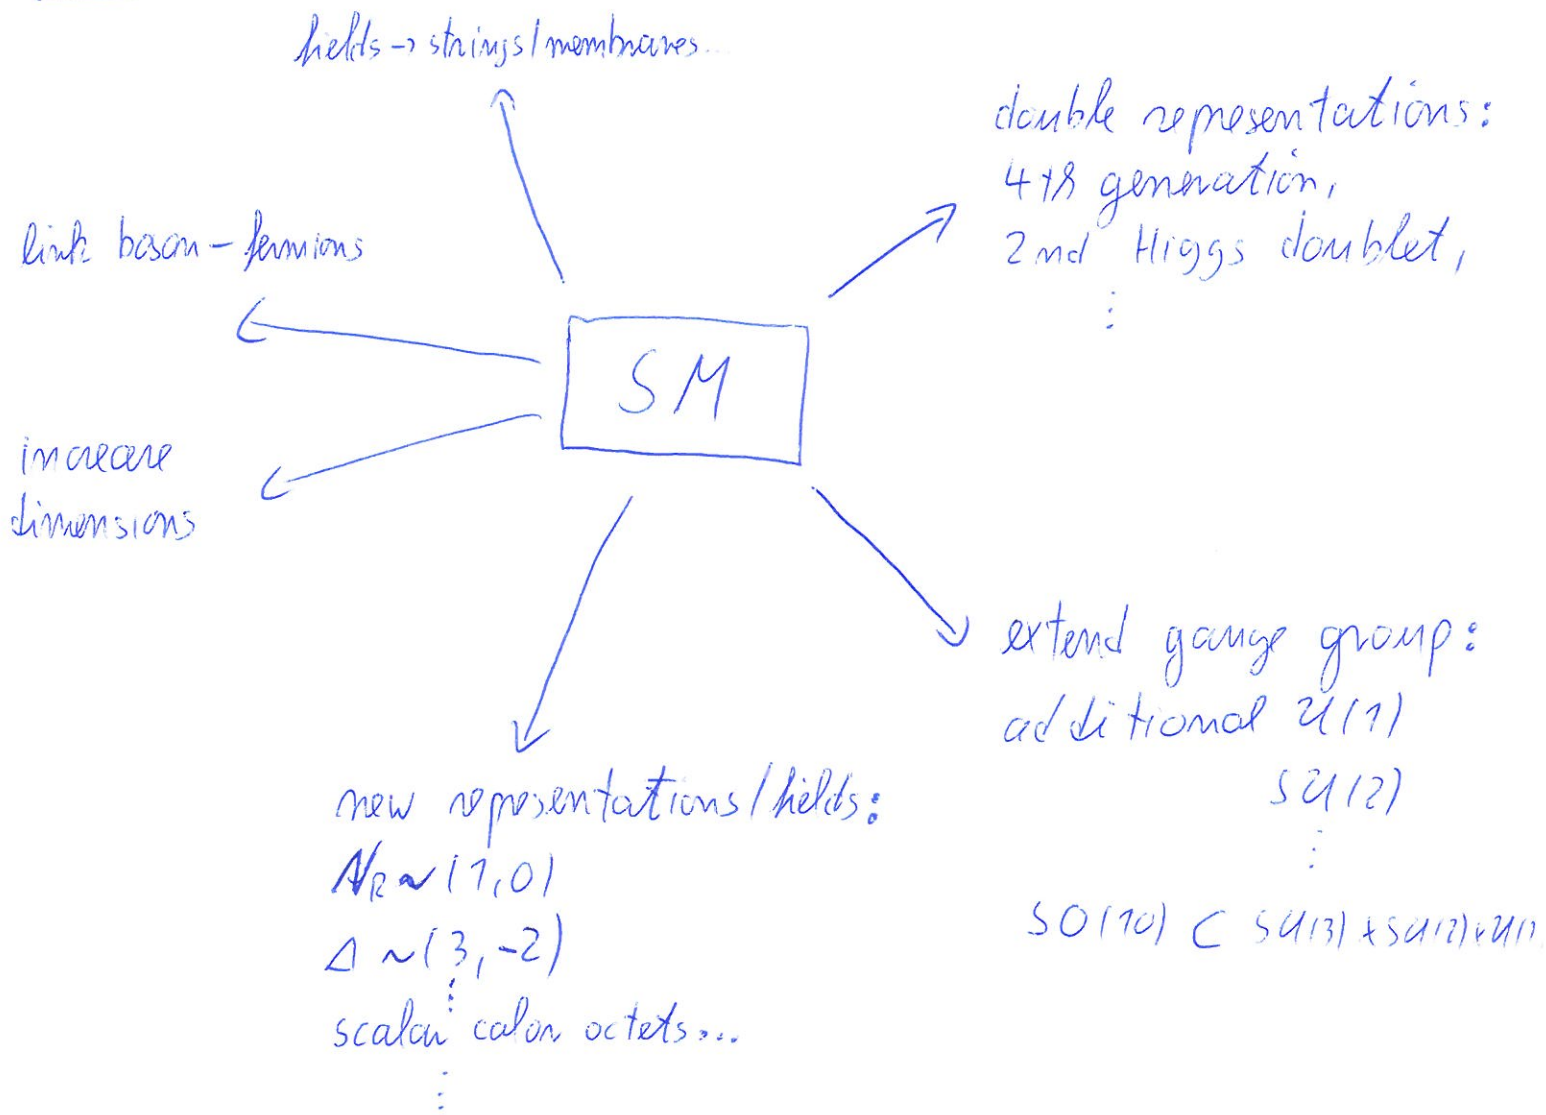 fields → strings/membranes...
double representations:
4th generation,
2nd Higgs doublet,
⋮
link boson – fermions
SM
increase
dimensions
extend gauge group:
additional U(1)
SU(2)
⋮
SO(10) ⊂ SU(3) x SU(2) x U(1)
new representations/fields:
N_R ~ (1,0)
Δ ~ (3,-2)
⋮
scalar color octets...
⋮